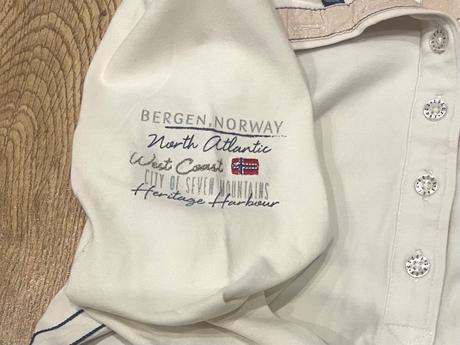 BERGEN, NORWAY
North Atlantic
West Coast
CITY OF SEVEN MOUNTAINS
Heritage Harbour